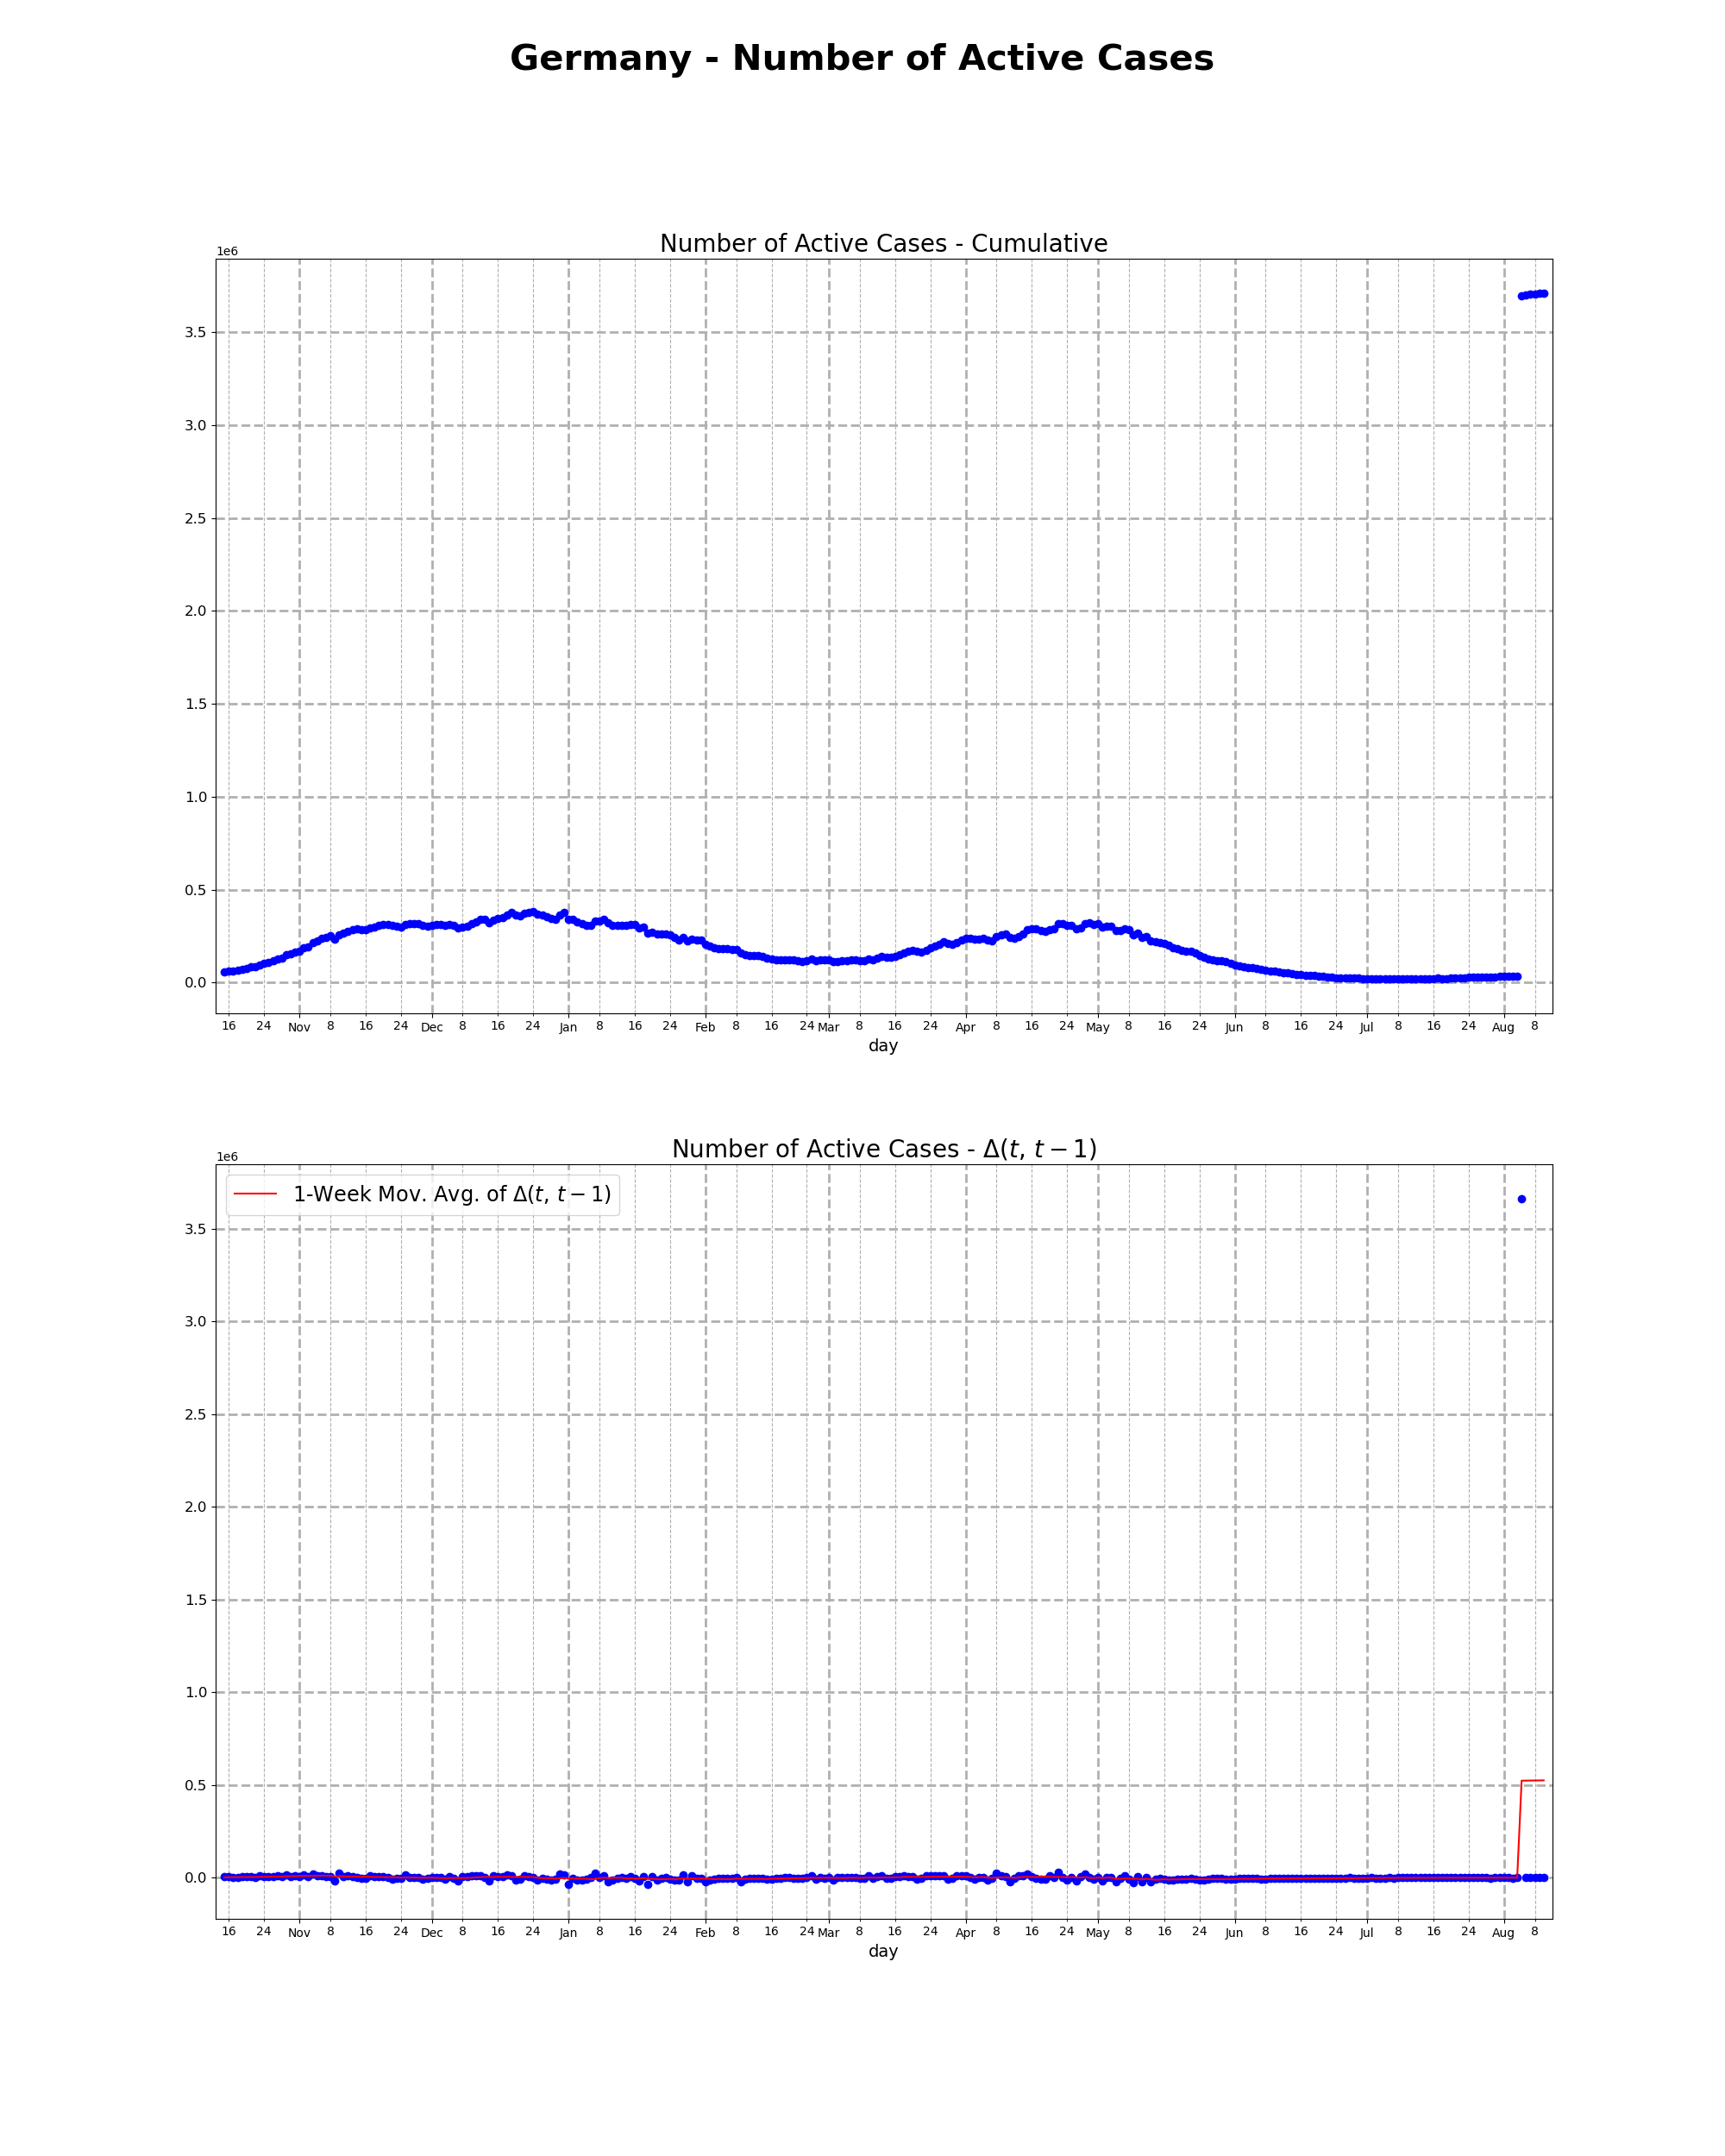 Germany - Number of Active Cases
Number of Active Cases - Cumulative
1e6
3.5
3.0
2.5
2.0
1.5
1.0
0.5
0.0
16 24 Nov 8 16 24 Dec 8 16 24 Jan 8 16 24 Feb 8 16 24 Mar 8 16 24 Apr 8 16 24 May 8 16 24 Jun 8 16 24 Jul 8 16 24 Aug 8
day
Number of Active Cases - Δ(t, t − 1)
1e6
1-Week Mov. Avg. of Δ(t, t − 1)
3.5
3.0
2.5
2.0
1.5
1.0
0.5
0.0
16 24 Nov 8 16 24 Dec 8 16 24 Jan 8 16 24 Feb 8 16 24 Mar 8 16 24 Apr 8 16 24 May 8 16 24 Jun 8 16 24 Jul 8 16 24 Aug 8
day